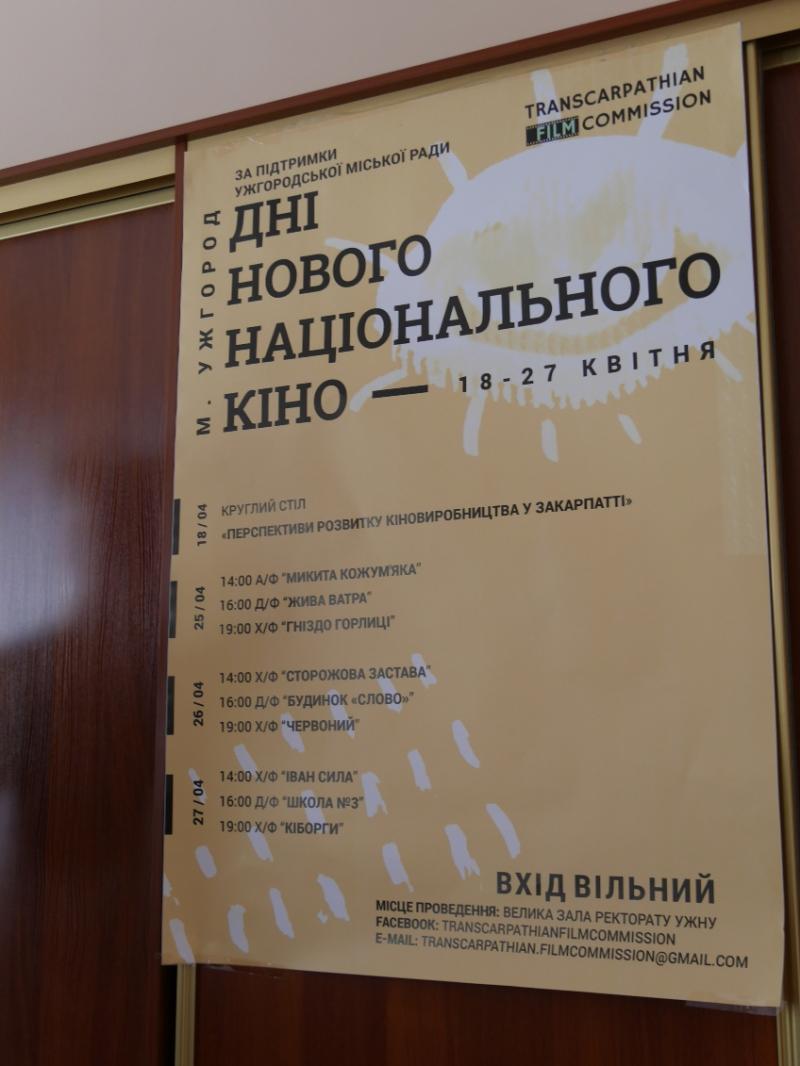 TRANSCARPATHIAN
FILM COMMISSION
ЗА ПІДТРИМКИ
УЖГОРОДСЬКОЇ МІСЬКОЇ РАДИ
М. УЖГОРОД
ДНІ
НОВОГО
НАЦІОНАЛЬНОГО
КІНО — 18-27 КВІТНЯ
18/04
КРУГЛИЙ СТІЛ
«ПЕРСПЕКТИВИ РОЗВИТКУ КІНОВИРОБНИЦТВА У ЗАКАРПАТТІ»
25/04
14:00 А/Ф "МИКИТА КОЖУМ'ЯКА"
16:00 Д/Ф "ЖИВА ВАТРА"
19:00 Х/Ф "ГНІЗДО ГОРЛИЦІ"
26/04
14:00 Х/Ф "СТОРОЖОВА ЗАСТАВА"
16:00 Д/Ф "БУДИНОК «СЛОВО»"
19:00 Х/Ф "ЧЕРВОНИЙ"
27/04
14:00 Х/Ф "ІВАН СИЛА"
16:00 Д/Ф "ШКОЛА №3"
19:00 Х/Ф "КІБОРГИ"
ВХІД ВІЛЬНИЙ
МІСЦЕ ПРОВЕДЕННЯ: ВЕЛИКА ЗАЛА РЕКТОРАТУ УЖНУ
FACEBOOK: TRANSCARPATHIANFILMCOMMISSION
E-MAIL: TRANSCARPATHIAN.FILMCOMMISSION@GMAIL.COM